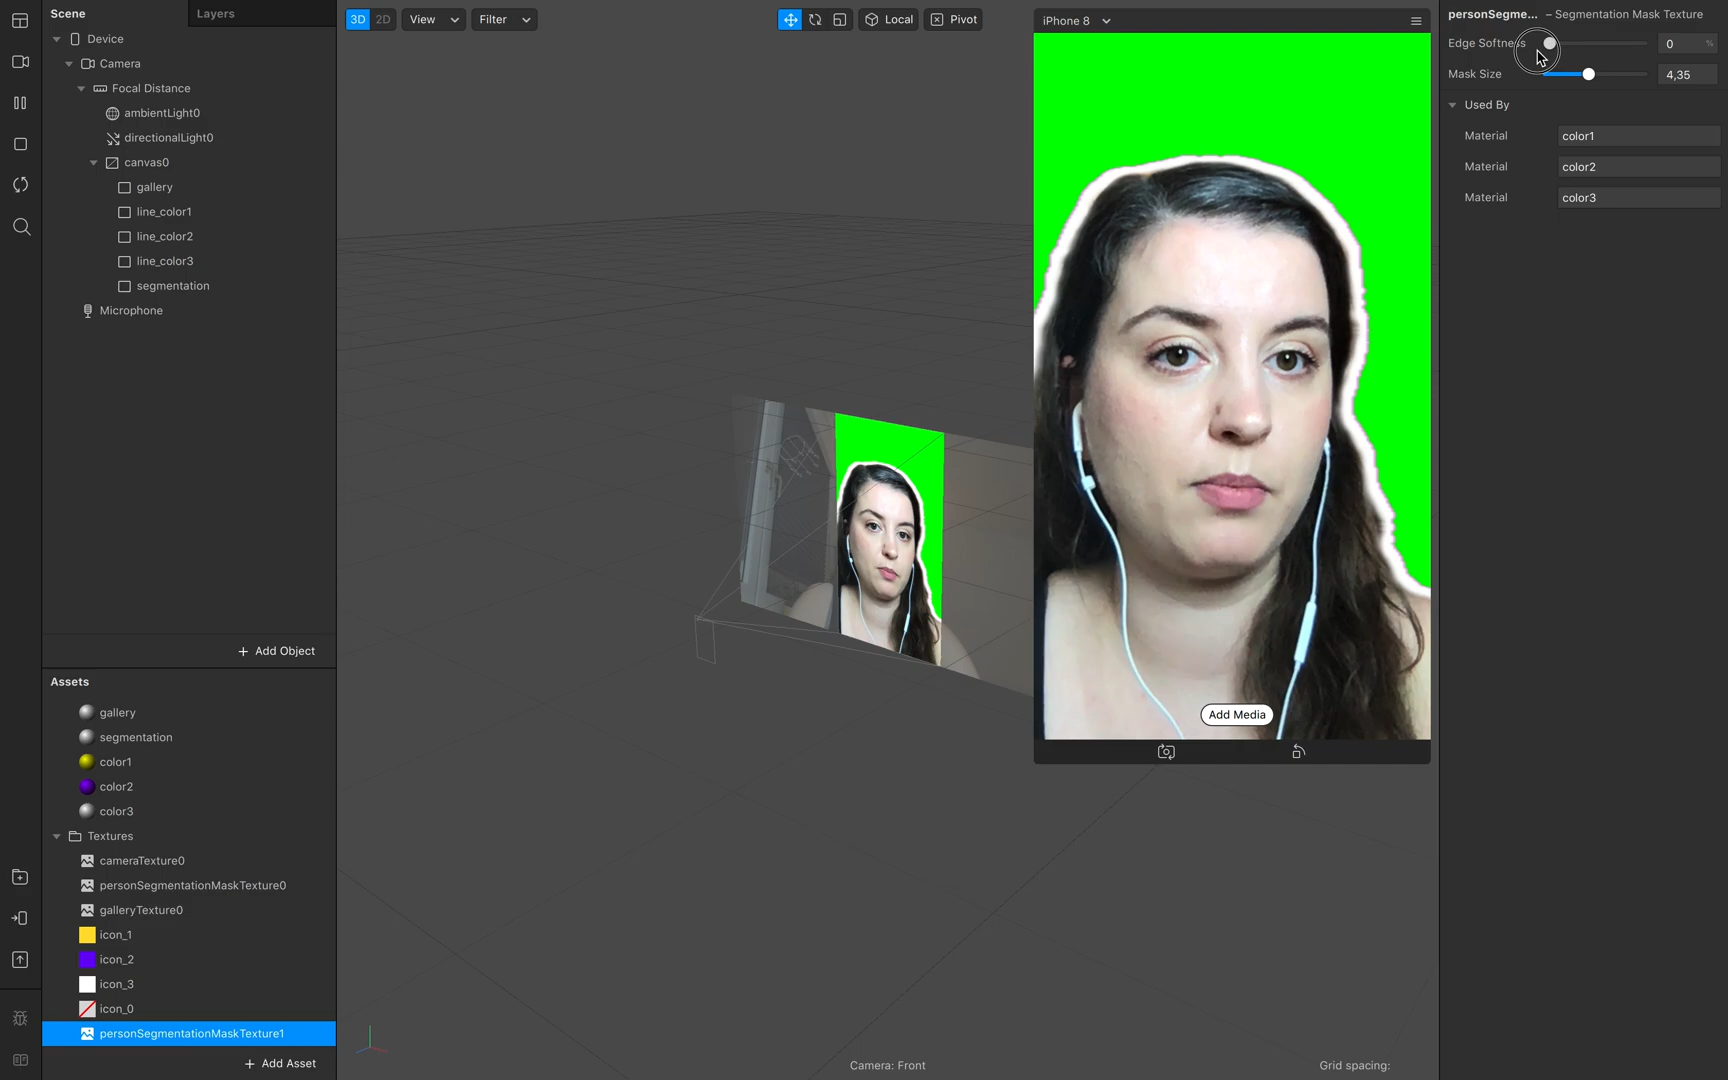 Scene
Layers
Device
Camera
Focal Distance
ambientLight0
directionalLight0
canvas0
gallery
line_color1
line_color2
line_color3
segmentation
Microphone
+ Add Object
Assets
gallery
segmentation
color1
color2
color3
Textures
cameraTexture0
personSegmentationMaskTexture0
galleryTexture0
icon_1
icon_2
icon_3
icon_0
personSegmentationMaskTexture1
+ Add Asset
3D 2D View Filter
Local Pivot
Camera: Front
Grid spacing:
iPhone 8
Add Media
personSegme... – Segmentation Mask Texture
Edge Softness 0 %
Mask Size 4,35
Used By
Material color1
Material color2
Material color3